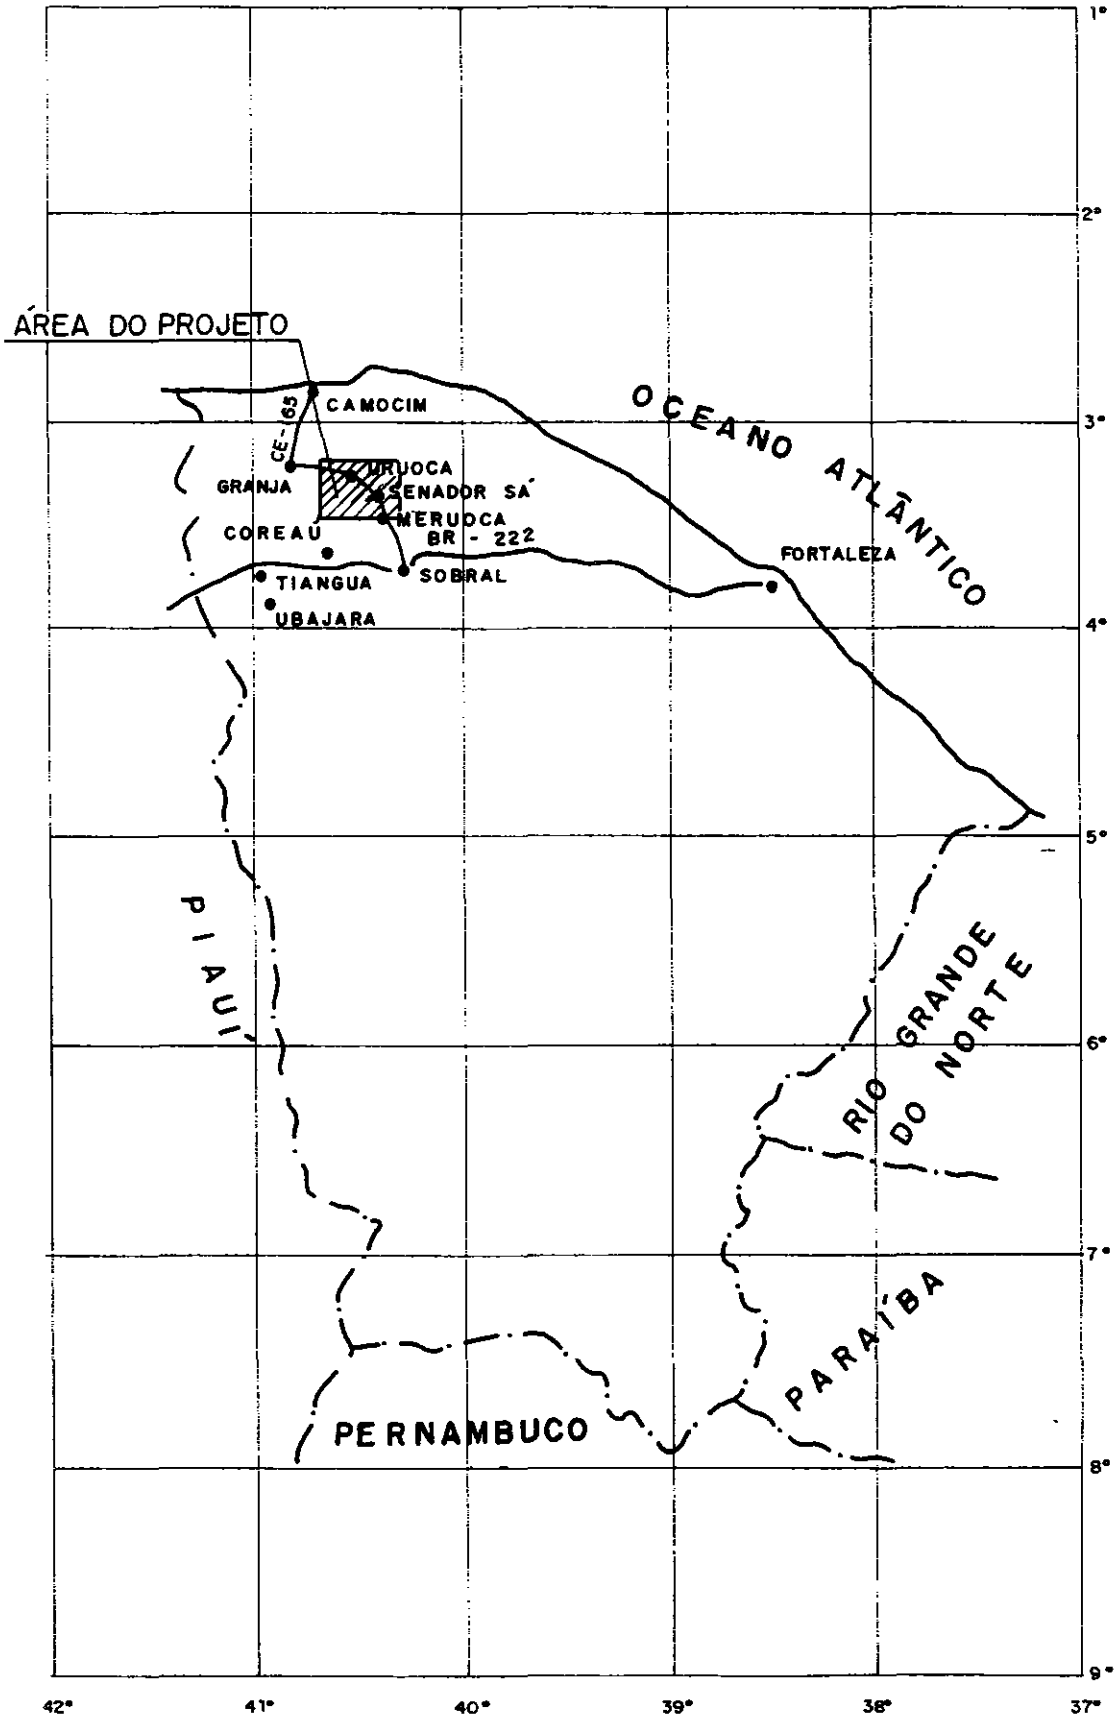 1°
2°
ÁREA DO PROJETO
OCEANO ATLÂNTICO
CAMOCIM
3°
CE-165
URUOCA
GRANJA
SENADOR SÁ
MERUOCA
COREAÚ
BR - 222
FORTALEZA
SOBRAL
TIANGUA
UBAJARA
4°
5°
PIAUÍ
RIO GRANDE
DO NORTE
6°
7°
PARAÍBA
PERNAMBUCO
8°
9°
42°
41°
40°
39°
38°
37°